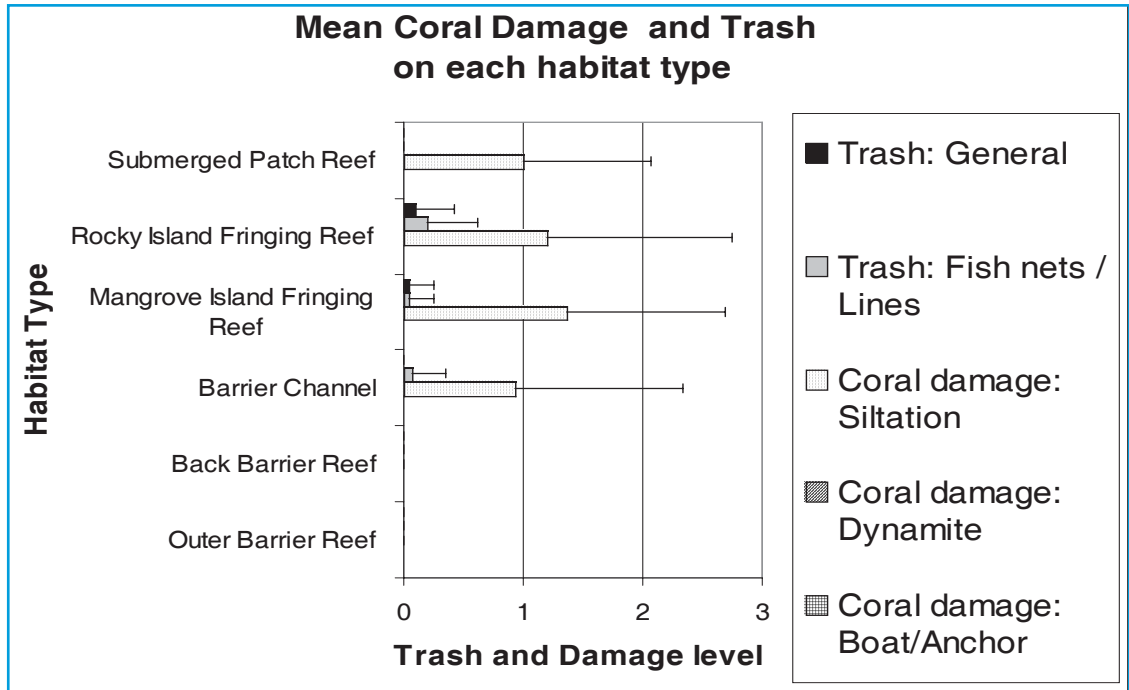 Mean Coral Damage and Trash
on each habitat type
Habitat Type
Submerged Patch Reef
Rocky Island Fringing Reef
Mangrove Island Fringing
Reef
Barrier Channel
Back Barrier Reef
Outer Barrier Reef
0 1 2 3
Trash and Damage level
Trash: General
Trash: Fish nets /
Lines
Coral damage:
Siltation
Coral damage:
Dynamite
Coral damage:
Boat/Anchor